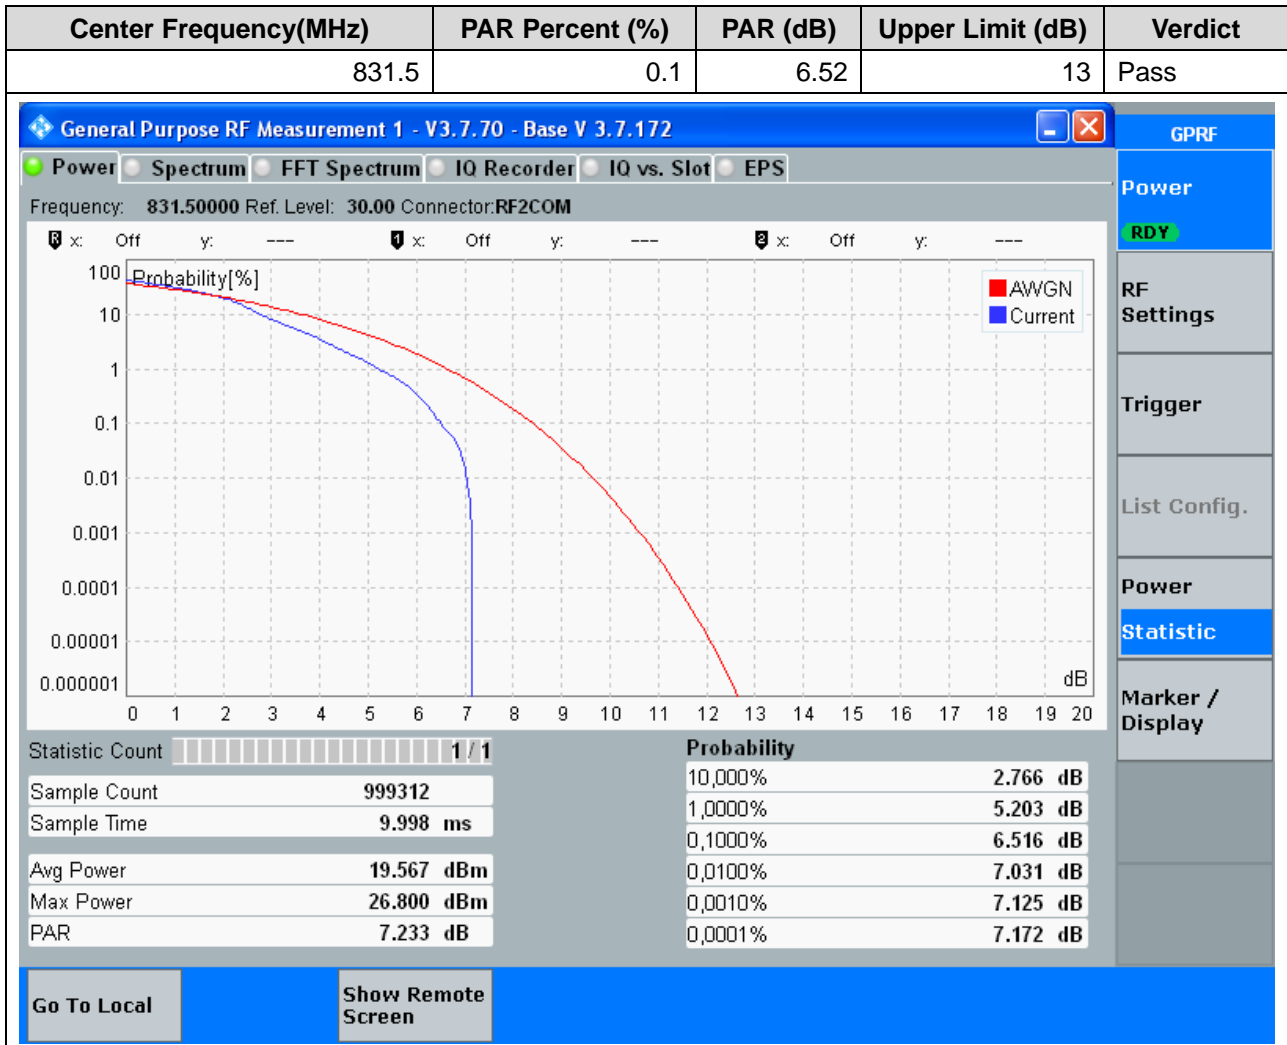 Center Frequency(MHz) PAR Percent (%) PAR (dB) Upper Limit (dB) Verdict
831.5 0.1 6.52 13 Pass
General Purpose RF Measurement 1 - V3.7.70 - Base V 3.7.172
GPRF
Power Spectrum FFT Spectrum IQ Recorder IQ vs. Slot EPS
Power
RDY
Frequency: 831.50000 Ref. Level: 30.00 Connector:RF2COM
R x: Off y: --- 1 x: Off y: --- 2 x: Off y: ---
Probability[%]
100
10
1
0.1
0.01
0.001
0.0001
0.00001
0.000001
AWGN
Current
dB
0 1 2 3 4 5 6 7 8 9 10 11 12 13 14 15 16 17 18 19 20
RF
Settings
Trigger
List Config.
Power
Statistic
Marker /
Display
Statistic Count 1 / 1
Sample Count 999312
Sample Time 9.998 ms
Avg Power 19.567 dBm
Max Power 26.800 dBm
PAR 7.233 dB
Probability
10,000% 2.766 dB
1,0000% 5.203 dB
0,1000% 6.516 dB
0,0100% 7.031 dB
0,0010% 7.125 dB
0,0001% 7.172 dB
Go To Local
Show Remote
Screen